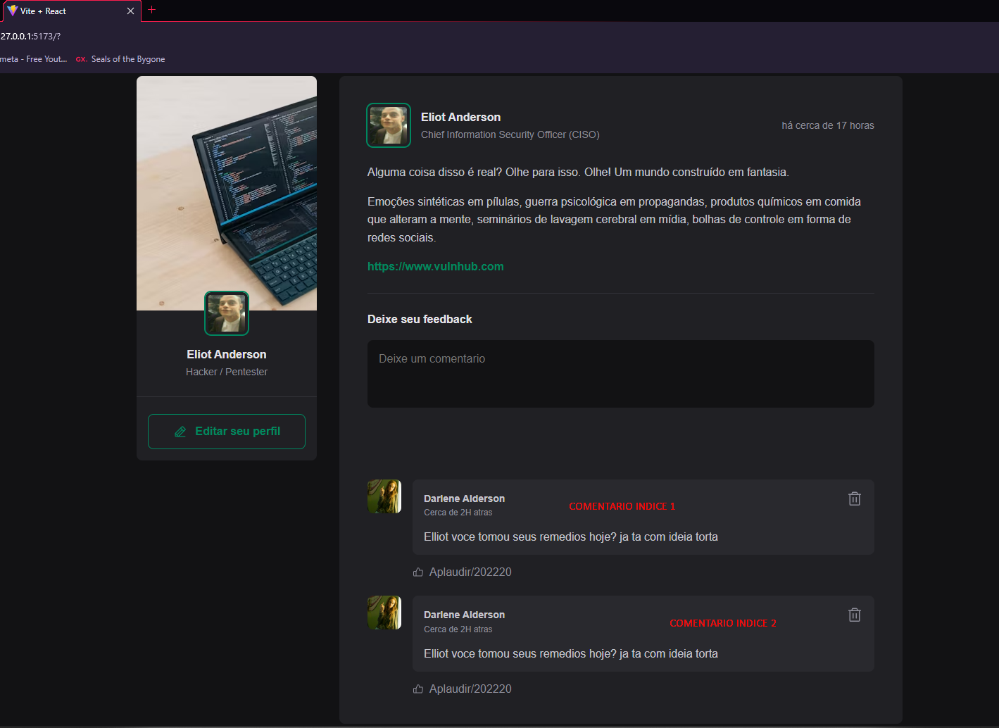 Vite + React
27.0.0.1:5173/?
meta - Free Yout...
GX. Seals of the Bygone
Eliot Anderson
Chief Information Security Officer (CISO)
há cerca de 17 horas
Alguma coisa disso é real? Olhe para isso. Olhe! Um mundo construído em fantasia.
Emoções sintéticas em pílulas, guerra psicológica em propagandas, produtos químicos em comida
que alteram a mente, seminários de lavagem cerebral em mídia, bolhas de controle em forma de
redes sociais.
https://www.vulnhub.com
Eliot Anderson
Hacker / Pentester
Editar seu perfil
Deixe seu feedback
Deixe um comentario
Darlene Alderson
Cerca de 2H atras
COMENTARIO INDICE 1
Elliot voce tomou seus remedios hoje? ja ta com ideia torta
Aplaudir/202220
Darlene Alderson
Cerca de 2H atras
COMENTARIO INDICE 2
Elliot voce tomou seus remedios hoje? ja ta com ideia torta
Aplaudir/202220